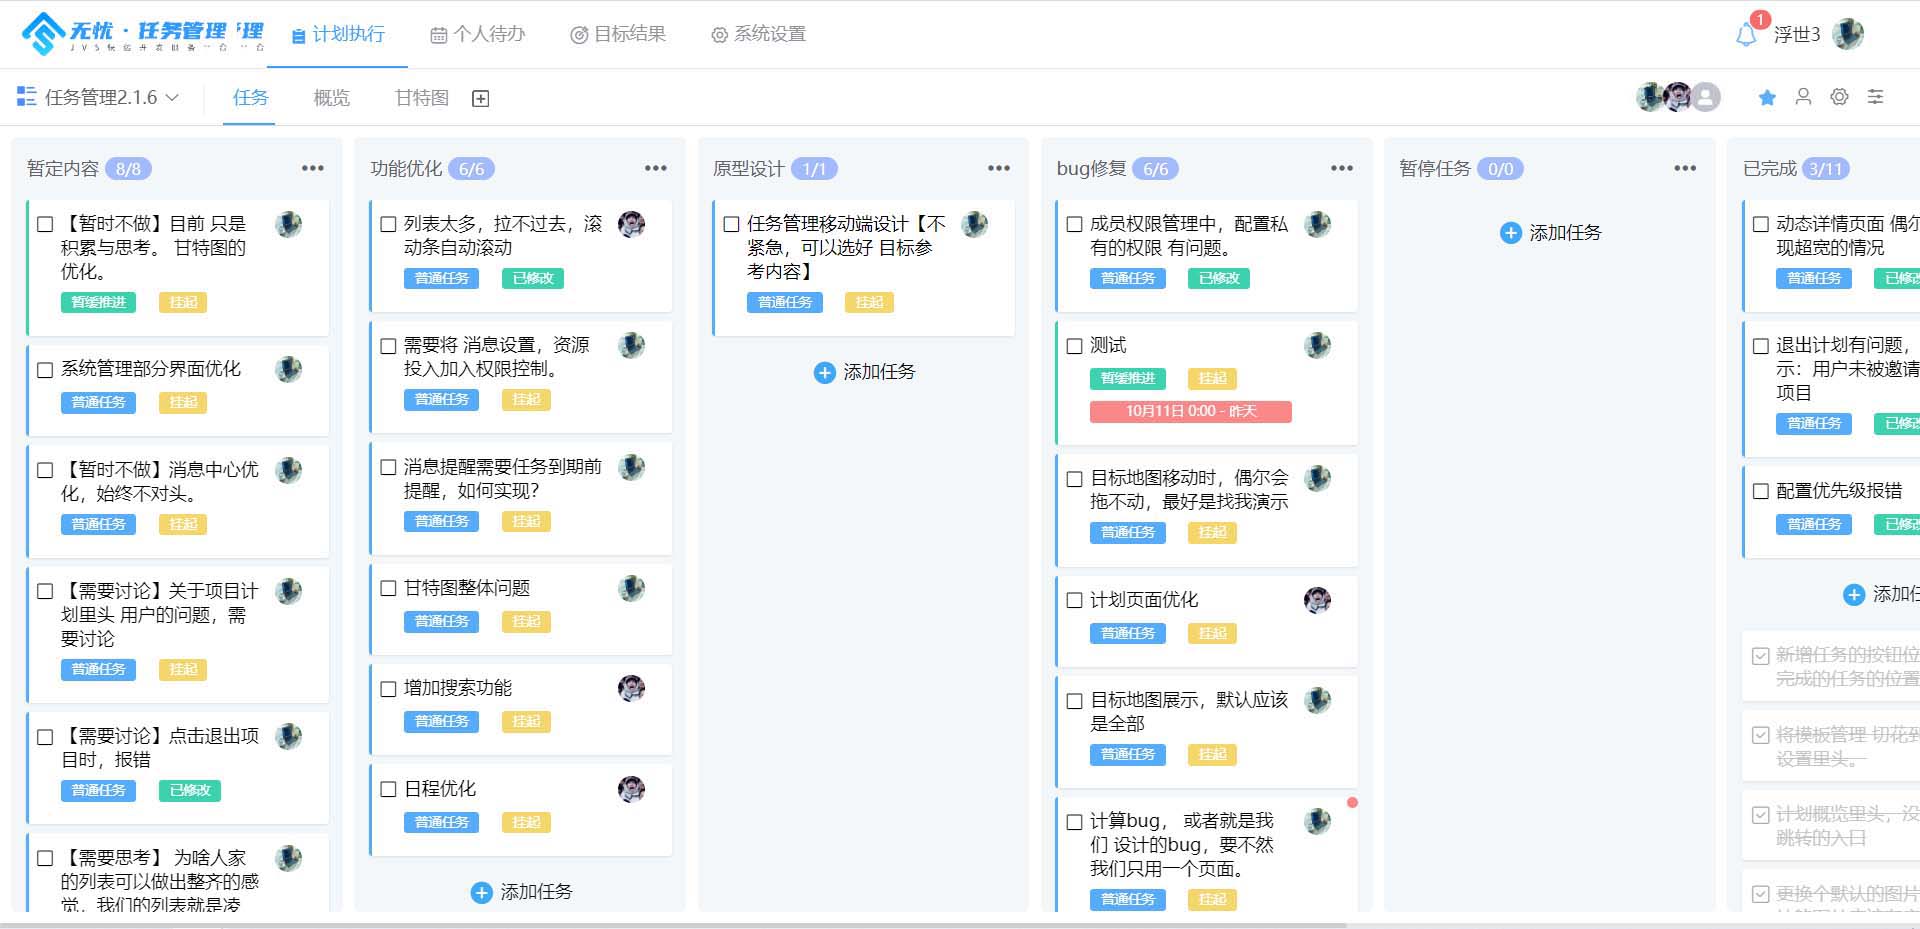 无忧 · 任务管理
计划执行
个人待办
目标结果
系统设置
1
浮世3
任务管理2.1.6
任务
概览
甘特图
暂定内容 8/8
【暂时不做】目前 只是
积累与思考。 甘特图的
优化。
暂缓推进 挂起
系统管理部分界面优化
普通任务 挂起
【暂时不做】消息中心优
化，始终不对头。
普通任务 挂起
【需要讨论】关于项目计
划里头 用户的问题，需
要讨论
普通任务 挂起
【需要讨论】点击退出项
目时，报错
普通任务 已修改
【需要思考】 为啥人家
的列表可以做出整齐的感
觉，我们的列表就是凌
功能优化 6/6
列表太多，拉不过去，滚
动条自动滚动
普通任务 已修改
需要将 消息设置，资源
投入加入权限控制。
普通任务 挂起
消息提醒需要任务到期前
提醒，如何实现？
普通任务 挂起
甘特图整体问题
普通任务 挂起
增加搜索功能
普通任务 挂起
日程优化
普通任务 挂起
添加任务
原型设计 1/1
任务管理移动端设计【不
紧急，可以选好 目标参
考内容】
普通任务 挂起
添加任务
bug修复 6/6
成员权限管理中，配置私
有的权限 有问题。
普通任务 已修改
测试
暂缓推进 挂起
10月11日 0:00 - 昨天
目标地图移动时，偶尔会
拖不动，最好是找我演示
普通任务 挂起
计划页面优化
普通任务 挂起
目标地图展示，默认应该
是全部
普通任务 挂起
计算bug， 或者就是我
们 设计的bug，要不然
我们只用一个页面。
普通任务 挂起
暂停任务 0/0
添加任务
已完成 3/11
动态详情页面 偶尔
现超宽的情况
普通任务 已修改
退出计划有问题，
示：用户未被邀请
项目
普通任务 已修改
配置优先级报错
普通任务 已修改
添加任
新增任务的按钮位
完成的任务的位置
将模板管理 切花到
设置里头。
计划概览里头，没
跳转的入口
更换个默认的图片